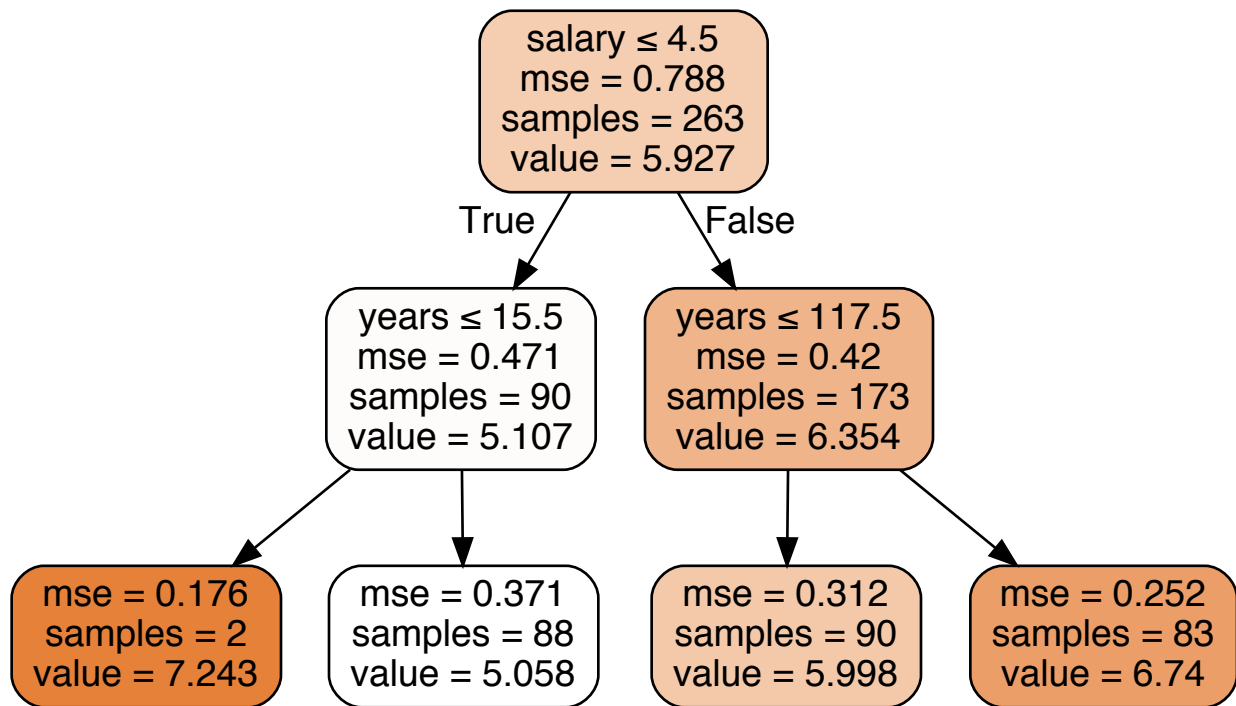 salary ≤ 4.5
mse = 0.788
samples = 263
value = 5.927
True
False
years ≤ 15.5
mse = 0.471
samples = 90
value = 5.107
years ≤ 117.5
mse = 0.42
samples = 173
value = 6.354
mse = 0.176
samples = 2
value = 7.243
mse = 0.371
samples = 88
value = 5.058
mse = 0.312
samples = 90
value = 5.998
mse = 0.252
samples = 83
value = 6.74